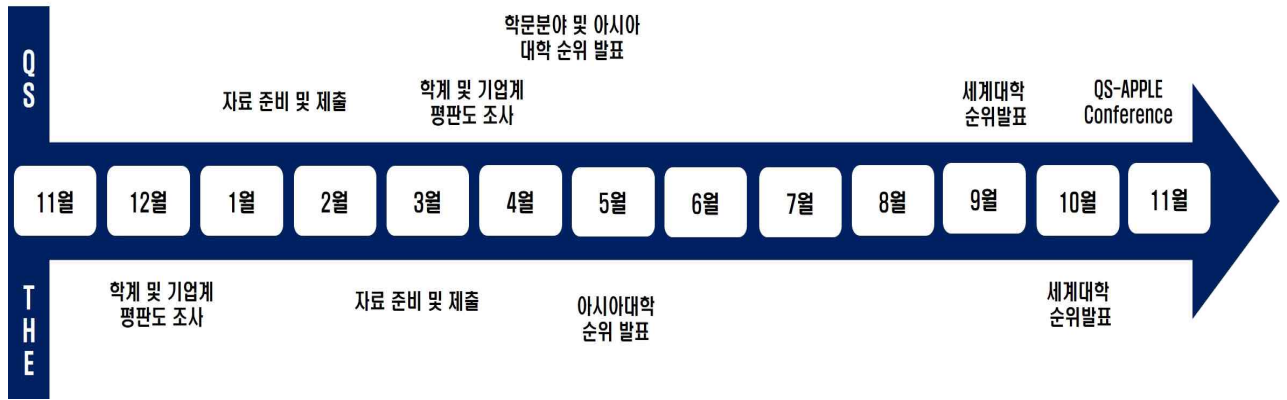 QS
학문분야 및 아시아
대학 순위 발표
자료 준비 및 제출
학계 및 기업계
평판도 조사
세계대학
순위발표
QS-APPLE
Conference
11월 12월 1월 2월 3월 4월 5월 6월 7월 8월 9월 10월 11월
THE
학계 및 기업계
평판도 조사
자료 준비 및 제출
아시아대학
순위 발표
세계대학
순위발표